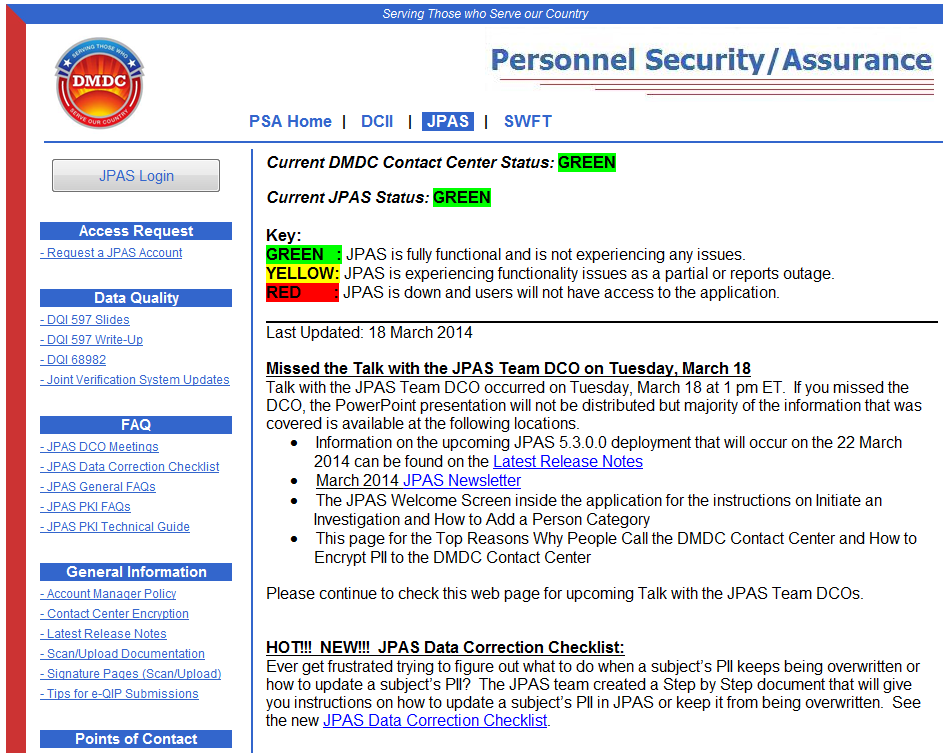 Serving Those who Serve our Country
SERVING THOSE WHO
DMDC
SERVE OUR COUNTRY
Personnel Security/Assurance
PSA Home | DCII | JPAS | SWFT
JPAS Login
Access Request
- Request a JPAS Account
Data Quality
- DQI 597 Slides
- DQI 597 Write-Up
- DQI 68982
- Joint Verification System Updates
FAQ
- JPAS DCO Meetings
- JPAS Data Correction Checklist
- JPAS General FAQs
- JPAS PKI FAQs
- JPAS PKI Technical Guide
General Information
- Account Manager Policy
- Contact Center Encryption
- Latest Release Notes
- Scan/Upload Documentation
- Signature Pages (Scan/Upload)
- Tips for e-QIP Submissions
Points of Contact
Current DMDC Contact Center Status: GREEN
Current JPAS Status: GREEN
Key:
GREEN : JPAS is fully functional and is not experiencing any issues.
YELLOW: JPAS is experiencing functionality issues as a partial or reports outage.
RED : JPAS is down and users will not have access to the application.
Last Updated: 18 March 2014
Missed the Talk with the JPAS Team DCO on Tuesday, March 18
Talk with the JPAS Team DCO occurred on Tuesday, March 18 at 1 pm ET. If you missed the
DCO, the PowerPoint presentation will not be distributed but majority of the information that was
covered is available at the following locations.
• Information on the upcoming JPAS 5.3.0.0 deployment that will occur on the 22 March
2014 can be found on the Latest Release Notes
• March 2014 JPAS Newsletter
• The JPAS Welcome Screen inside the application for the instructions on Initiate an
Investigation and How to Add a Person Category
• This page for the Top Reasons Why People Call the DMDC Contact Center and How to
Encrypt PII to the DMDC Contact Center
Please continue to check this web page for upcoming Talk with the JPAS Team DCOs.
HOT!!! NEW!!! JPAS Data Correction Checklist:
Ever get frustrated trying to figure out what to do when a subject's PII keeps being overwritten or
how to update a subject's PII? The JPAS team created a Step by Step document that will give
you instructions on how to update a subject's PII in JPAS or keep it from being overwritten. See
the new JPAS Data Correction Checklist.